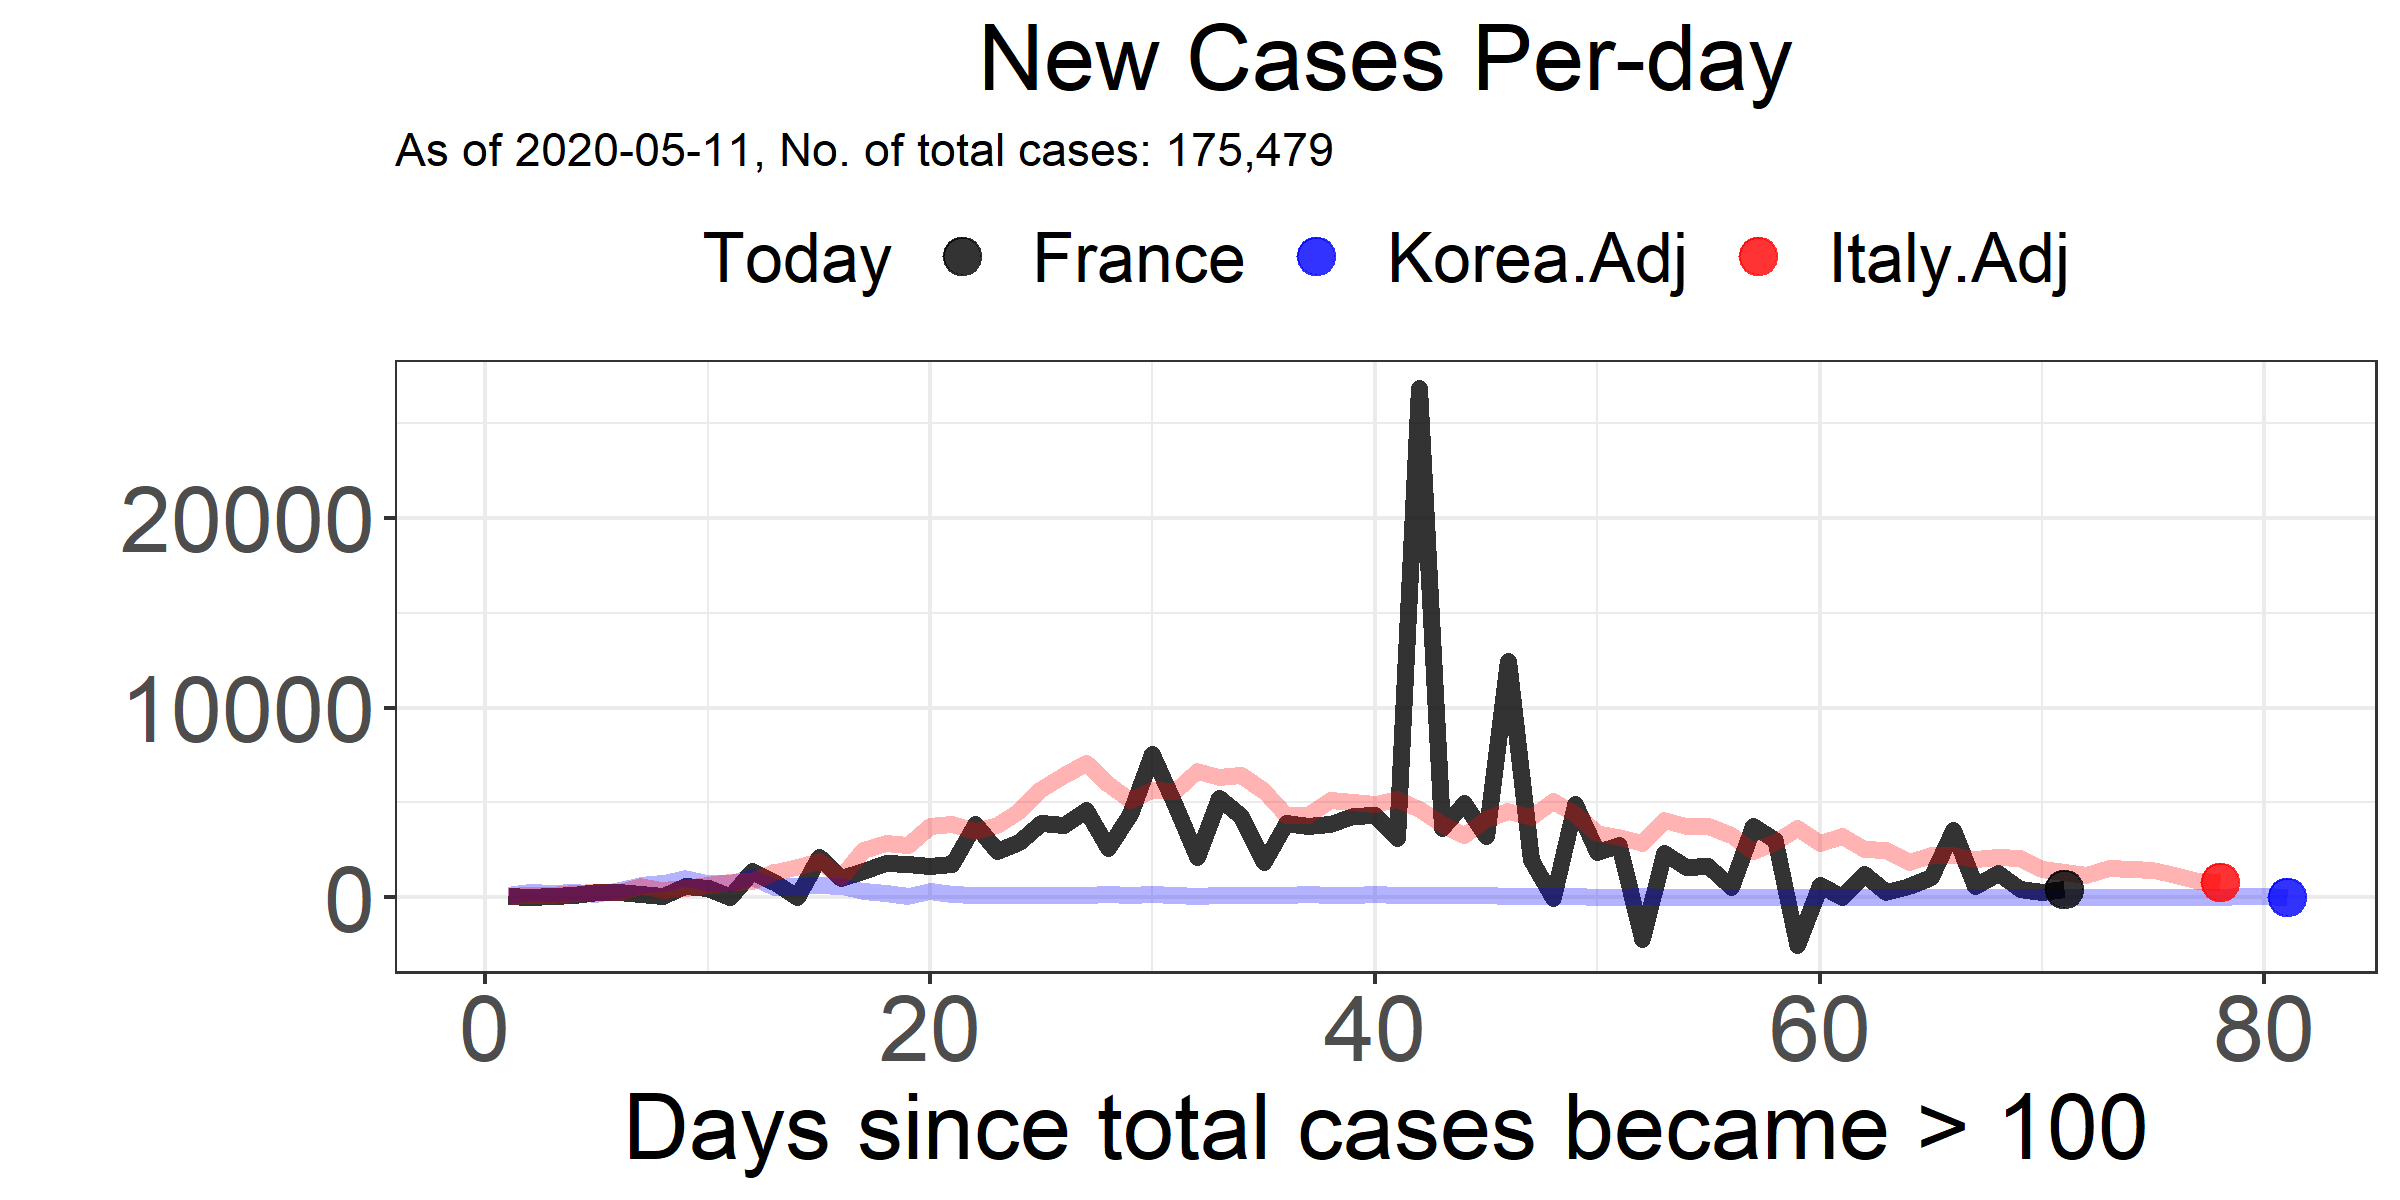 New Cases Per-day
As of 2020-05-11, No. of total cases: 175,479
Today France Korea.Adj Italy.Adj
20000
10000
0
0 20 40 60 80
Days since total cases became > 100